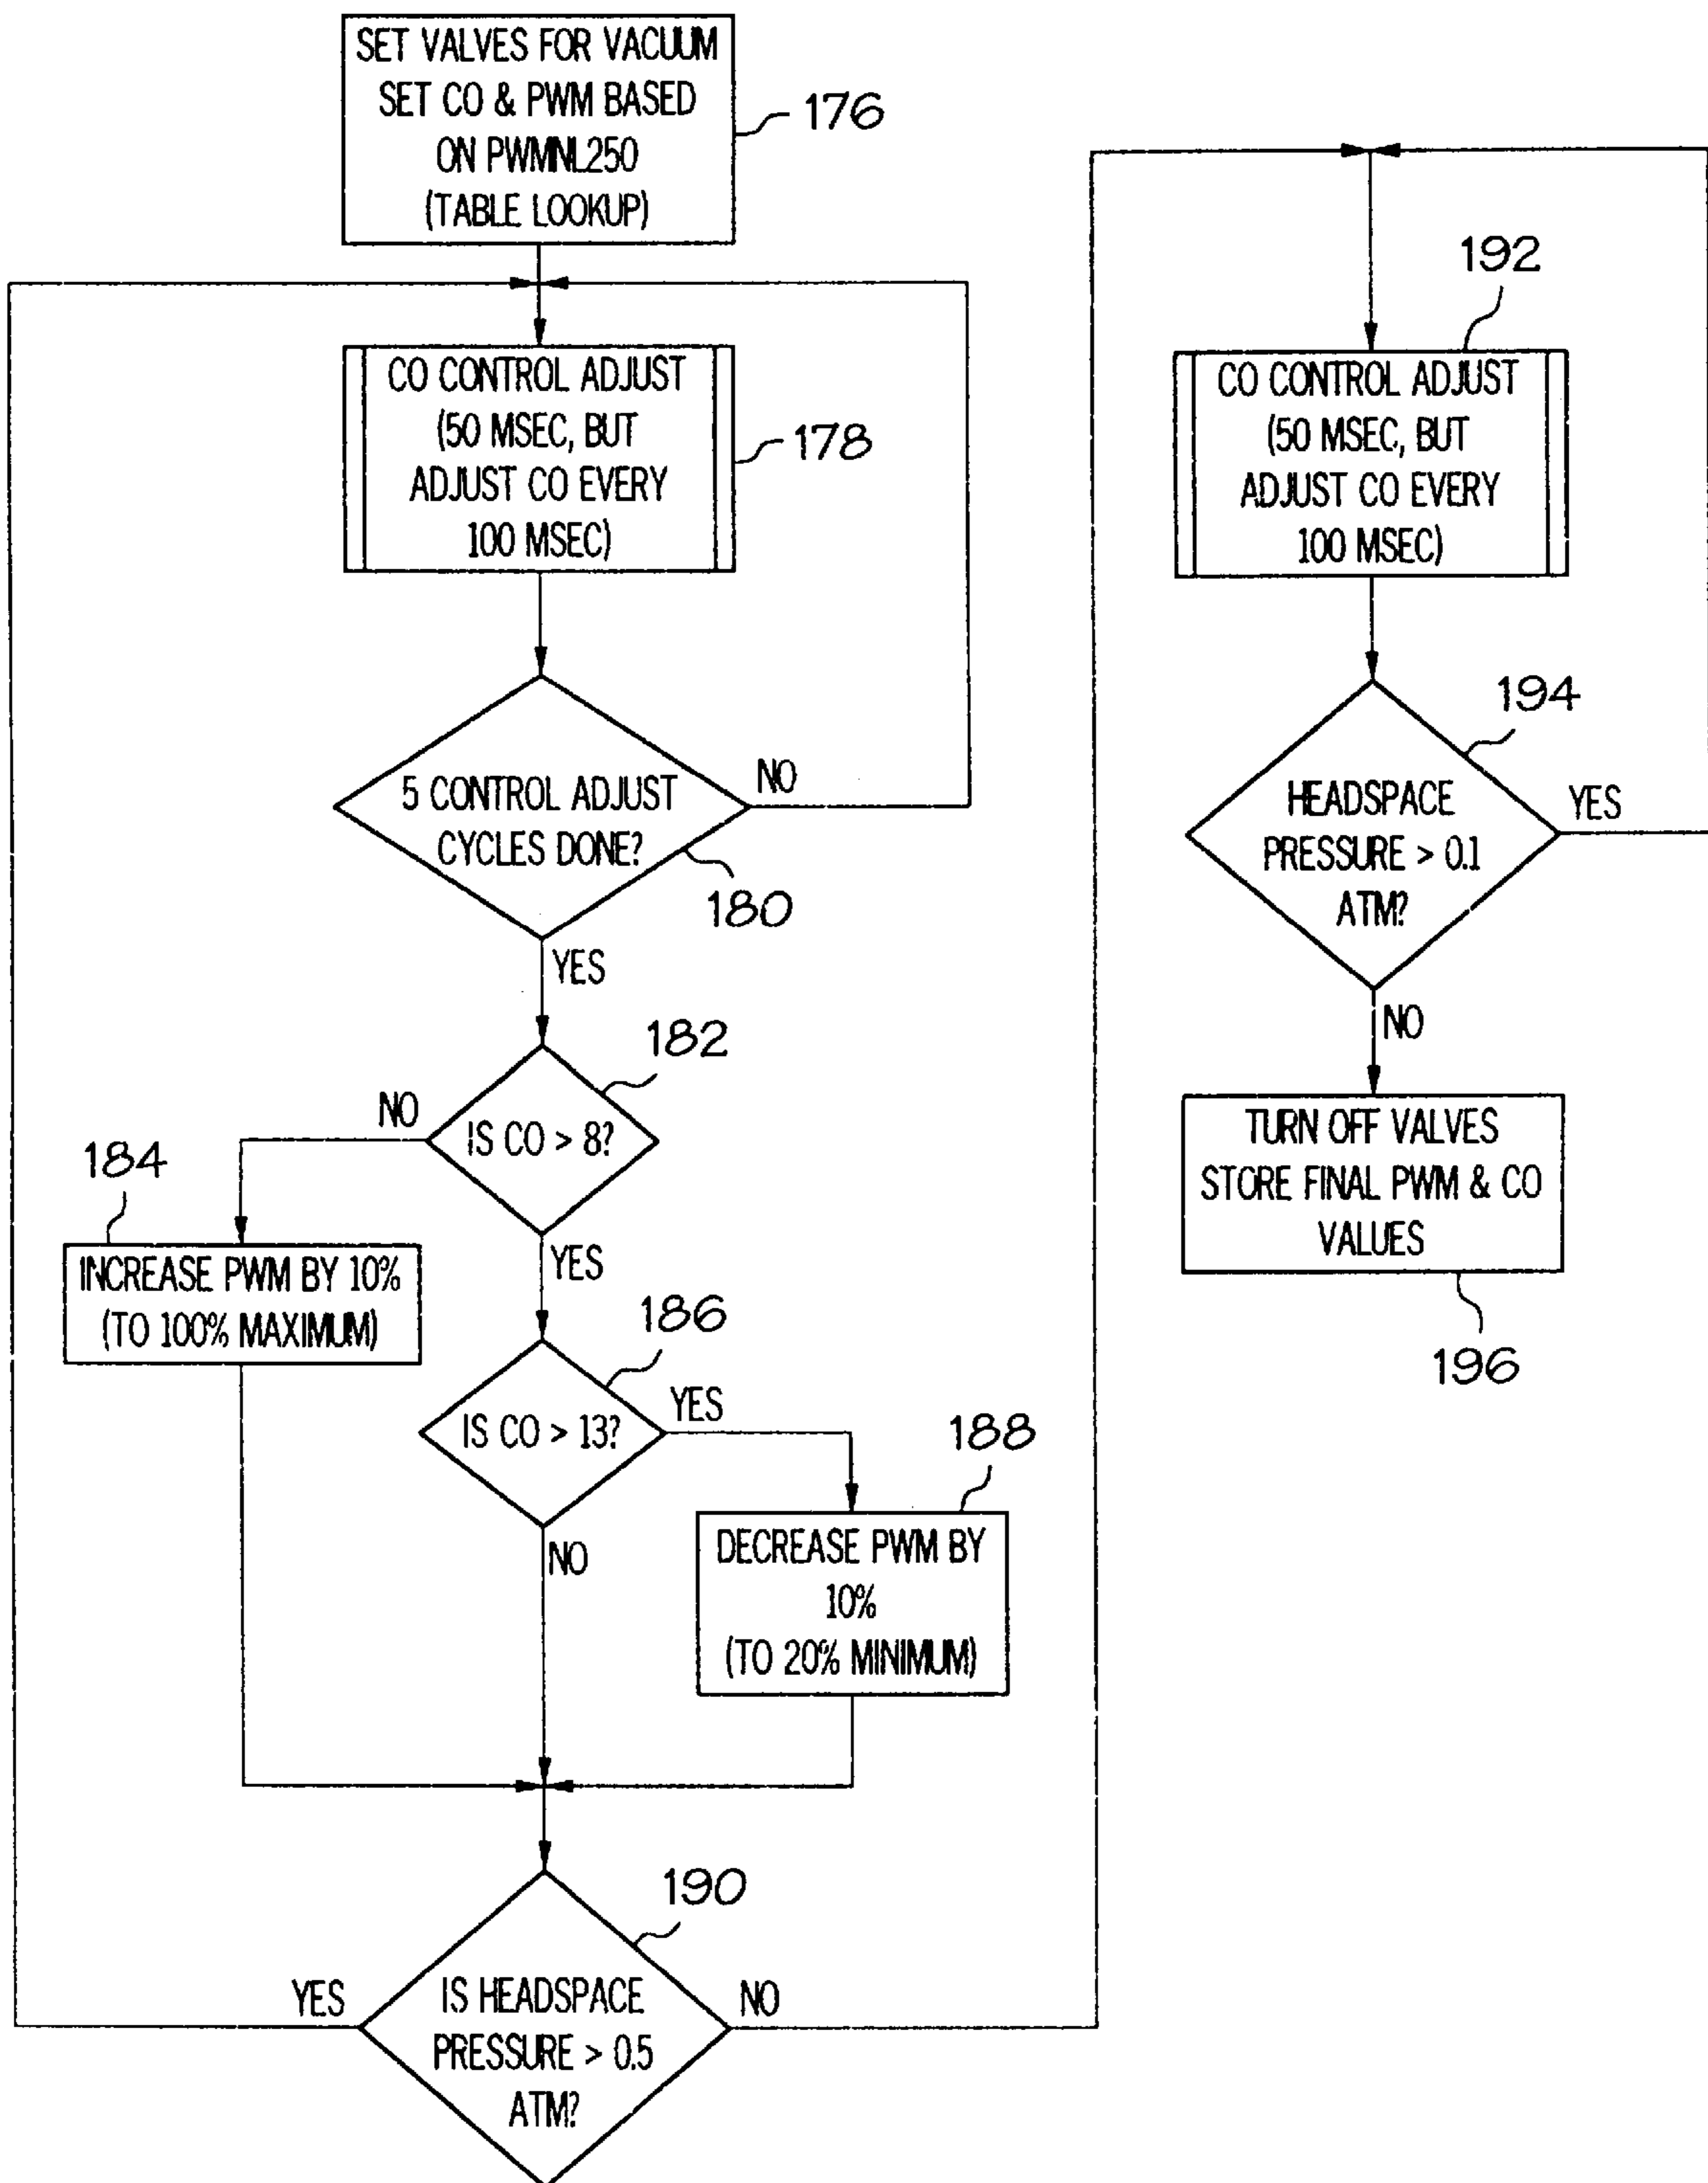 SET VALVES FOR VACUUM
SET CO & PWM BASED
ON PWMNL250
(TABLE LOOKUP)
176
CO CONTROL ADJUST
(50 MSEC, BUT
ADJUST CO EVERY
100 MSEC)
178
5 CONTROL ADJUST
CYCLES DONE?
NO
180
YES
182
IS CO > 8?
NO
184
INCREASE PWM BY 10%
(TO 100% MAXIMUM)
YES
186
IS CO > 13?
YES
188
DECREASE PWM BY
10%
(TO 20% MINIMUM)
NO
190
IS HEADSPACE
PRESSURE > 0.5
ATM?
YES
NO
192
CO CONTROL ADJUST
(50 MSEC, BUT
ADJUST CO EVERY
100 MSEC)
194
HEADSPACE
PRESSURE > 0.1
ATM?
YES
NO
TURN OFF VALVES
STORE FINAL PWM & CO
VALUES
196